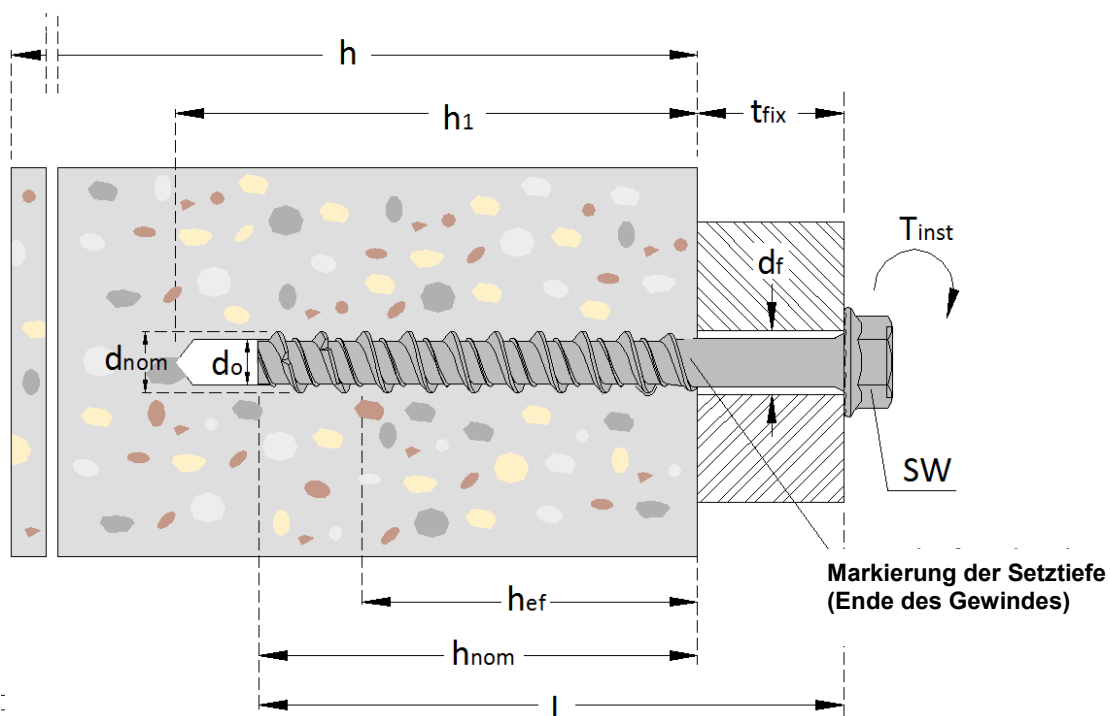 h
h1
tfix
Tinst
df
dnom
do
SW
Markierung der Setztiefe
(Ende des Gewindes)
hef
hnom